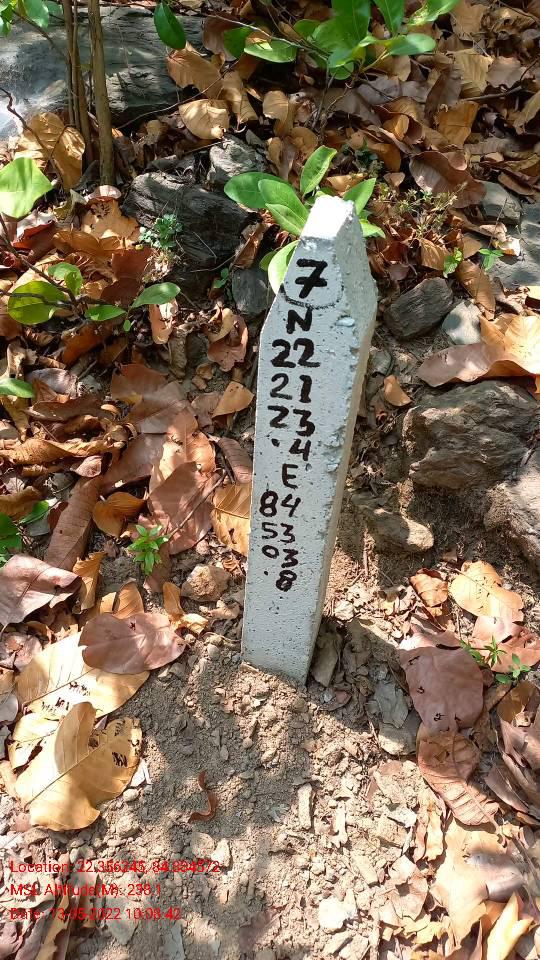 7
N
22
21
23
. 4
E
84
53
03
. 8
Location: 22.356245, 84.834572
MSL Altitude(M): 238.1
Date: 13-05-2022 10:08:42